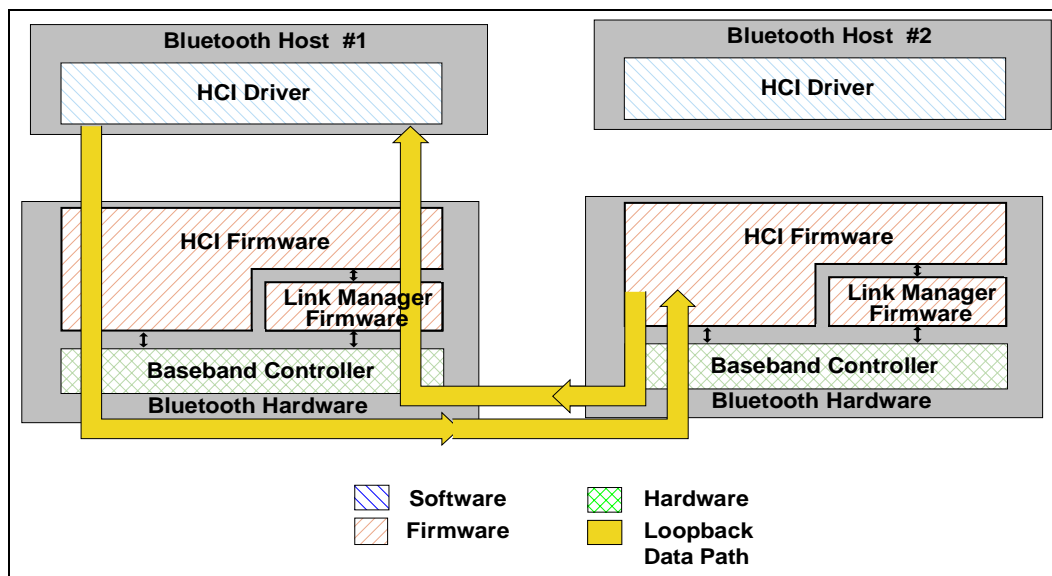 Bluetooth Host #1
HCI Driver
Bluetooth Host #2
HCI Driver
HCI Firmware
Link Manager
Firmware
Baseband Controller
Bluetooth Hardware
HCI Firmware
Link Manager
Firmware
Baseband Controller
Bluetooth Hardware
Software
Firmware
Hardware
Loopback
Data Path